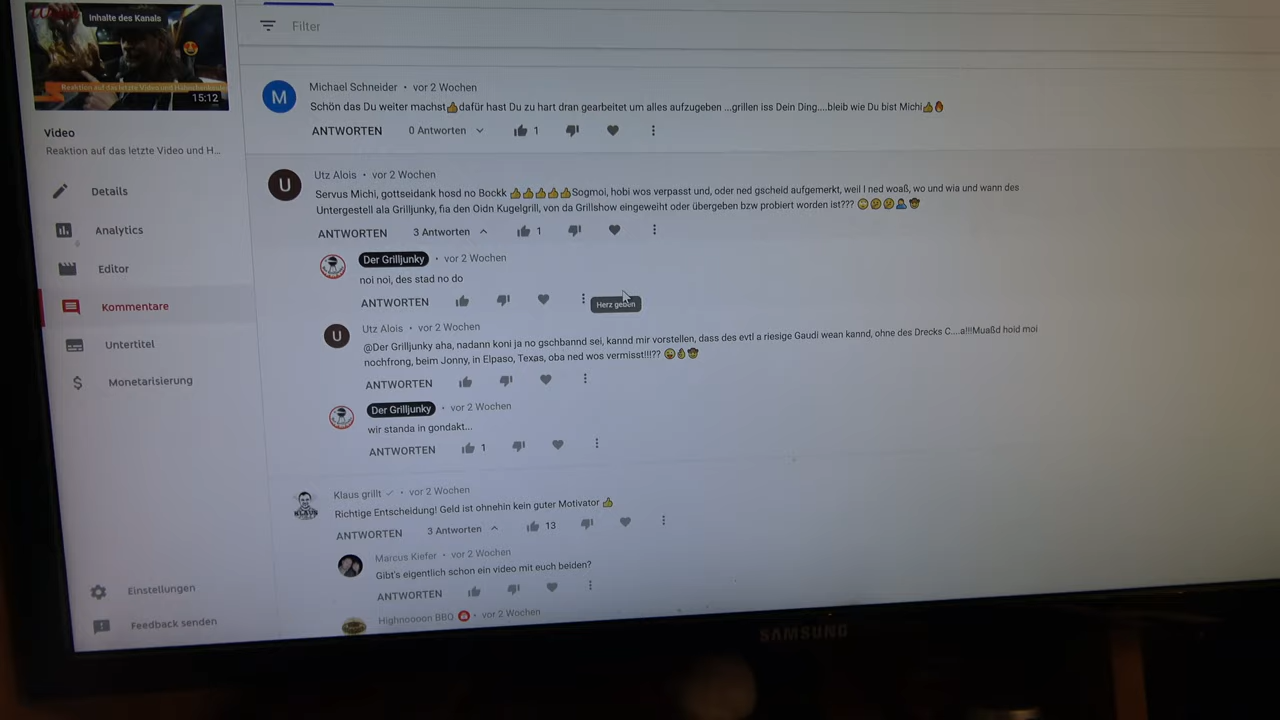 Inhalte des Kanals
Reaktion auf das letzte Video und Hähnchenkeulen
15:12
Video
Reaktion auf das letzte Video und H...
Details
Analytics
Editor
Kommentare
Untertitel
Monetarisierung
Einstellungen
Feedback senden
Filter
M
Michael Schneider • vor 2 Wochen
Schön das Du weiter machst👍dafür hast Du zu hart dran gearbeitet um alles aufzugeben ...grillen iss Dein Ding....bleib wie Du bist Michi👍🔥
ANTWORTEN 0 Antworten 1
U
Utz Alois • vor 2 Wochen
Servus Michi, gottseidank hosd no Bockk 👍👍👍👍👍Sogmoi, hobi wos verpasst und, oder ned gscheid aufgemerkt, weil I ned woaß, wo und wia und wann des
Untergestell ala Grilljunky, fia den Oidn Kugelgrill, von da Grillshow eingeweiht oder übergeben bzw probiert worden ist???
ANTWORTEN 3 Antworten 1
Der Grilljunky • vor 2 Wochen
noi noi, des stad no do
ANTWORTEN
Herz geben
U
Utz Alois • vor 2 Wochen
@Der Grilljunky aha, nadann koni ja no gschbannd sei, kannd mir vorstellen, dass des evtl a riesige Gaudi wean kannd, ohne des Drecks C....a!!!Muaßd hold moi
nochfrong, beim Jonny, in Elpaso, Texas, oba ned wos vermisst!!!??
ANTWORTEN
Der Grilljunky • vor 2 Wochen
wir standa in gondakt...
ANTWORTEN 1
Klaus grillt ✓ • vor 2 Wochen
Richtige Entscheidung! Geld ist ohnehin kein guter Motivator 👍
ANTWORTEN 3 Antworten 13
Marcus Kiefer • vor 2 Wochen
Gibt's eigentlich schon ein video mit euch beiden?
ANTWORTEN
Highnoooon BBQ • vor 2 Wochen
SAMSUNG